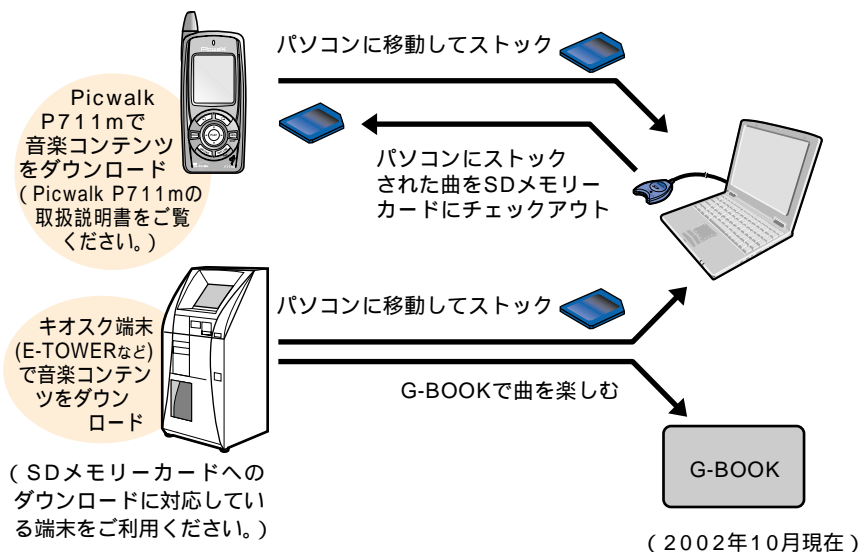 パソコンに移動してストック
Picwalk
Picwalk
P711mで
音楽コンテンツ
をダウンロード
(Picwalk P711mの
取扱説明書をご覧
ください。)
パソコンにストック
された曲をSDメモリー
カードにチェックアウト
パソコンに移動してストック
キオスク端末
(E-TOWERなど)
で音楽コンテン
ツをダウン
ロード
G-BOOKで曲を楽しむ
(SDメモリーカードへの
ダウンロードに対応してい
る端末をご利用ください。)
G-BOOK
(2002年10月現在)